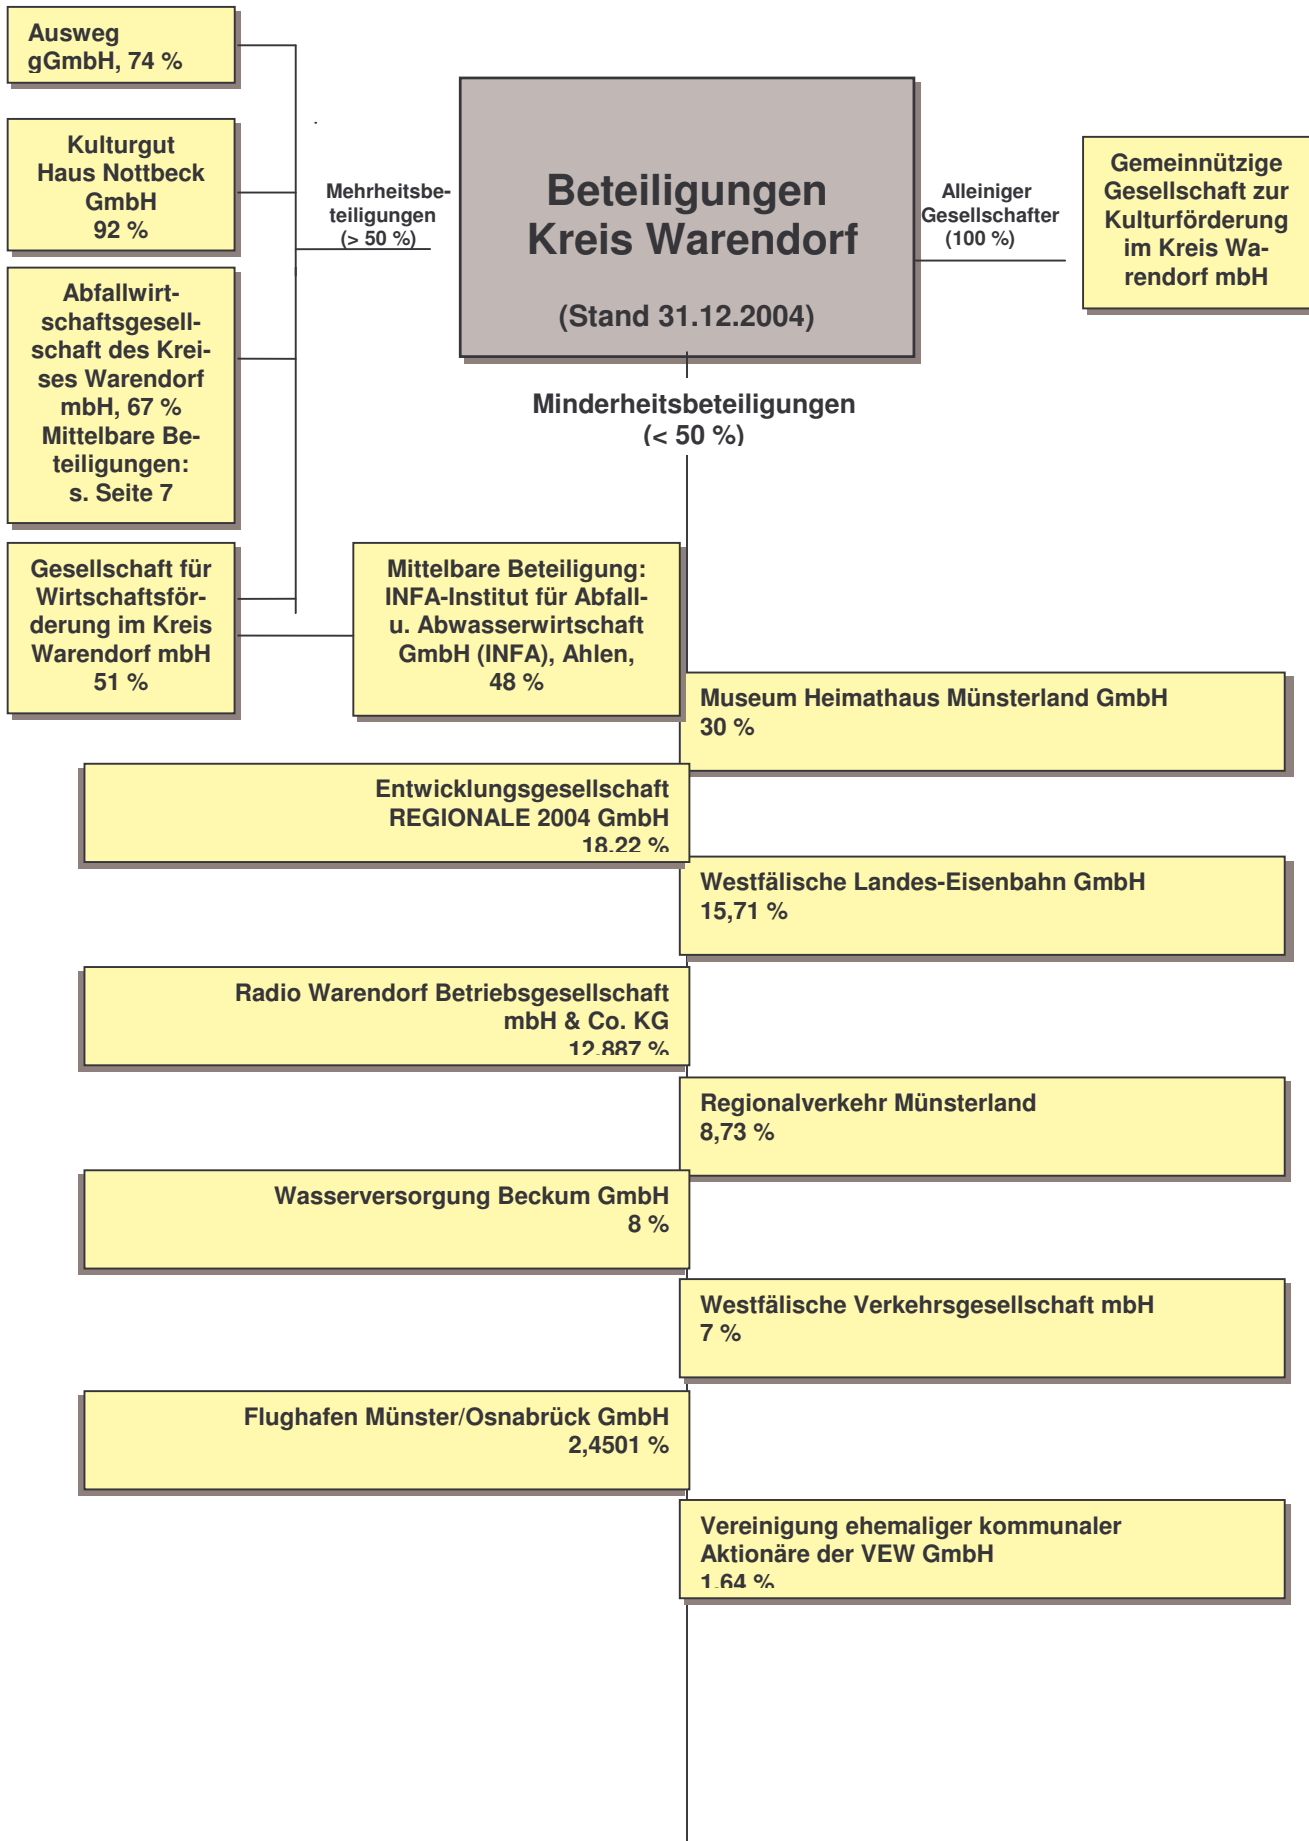 Ausweg
gGmbH, 74 %
Kulturgut
Haus Nottbeck
GmbH
92 %
Abfallwirt-
schaftsgesell-
schaft des Krei-
ses Warendorf
mbH, 67 %
Mittelbare Be-
teiligungen:
s. Seite 7
Gesellschaft für
Wirtschaftsför-
derung im Kreis
Warendorf mbH
51 %
Mittelbare Beteiligung:
INFA-Institut für Abfall-
u. Abwasserwirtschaft
GmbH (INFA), Ahlen,
48 %
Mehrheitsbe-
teiligungen
(> 50 %)
Beteiligungen
Kreis Warendorf
(Stand 31.12.2004)
Alleiniger
Gesellschafter
(100 %)
Gemeinnützige
Gesellschaft zur
Kulturförderung
im Kreis Wa-
rendorf mbH
Minderheitsbeteiligungen
(< 50 %)
Museum Heimathaus Münsterland GmbH
30 %
Entwicklungsgesellschaft
REGIONALE 2004 GmbH
18,22 %
Westfälische Landes-Eisenbahn GmbH
15,71 %
Radio Warendorf Betriebsgesellschaft
mbH & Co. KG
12,887 %
Regionalverkehr Münsterland
8,73 %
Wasserversorgung Beckum GmbH
8 %
Westfälische Verkehrsgesellschaft mbH
7 %
Flughafen Münster/Osnabrück GmbH
2,4501 %
Vereinigung ehemaliger kommunaler
Aktionäre der VEW GmbH
1,64 %